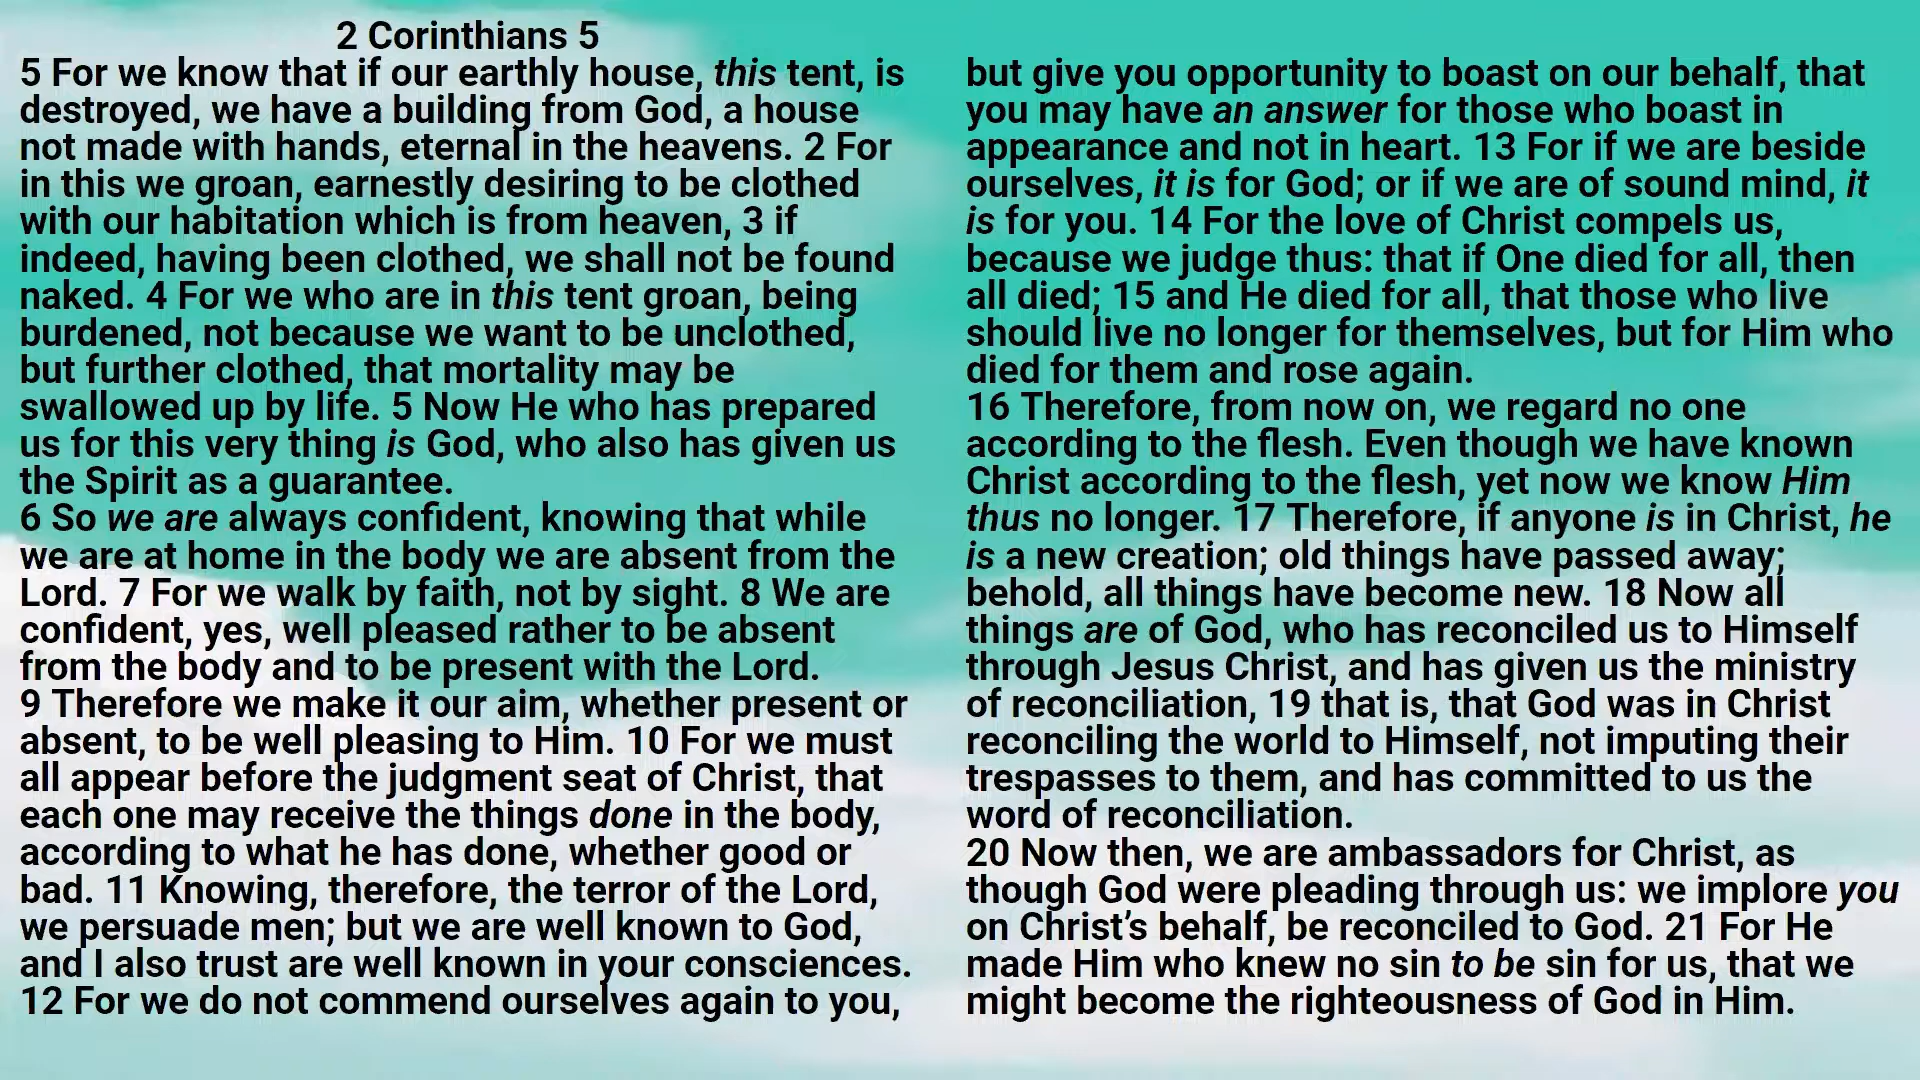 2 Corinthians 5
5 For we know that if our earthly house, this tent, is
destroyed, we have a building from God, a house
not made with hands, eternal in the heavens. 2 For
in this we groan, earnestly desiring to be clothed
with our habitation which is from heaven, 3 if
indeed, having been clothed, we shall not be found
naked. 4 For we who are in this tent groan, being
burdened, not because we want to be unclothed,
but further clothed, that mortality may be
swallowed up by life. 5 Now He who has prepared
us for this very thing is God, who also has given us
the Spirit as a guarantee.
6 So we are always confident, knowing that while
we are at home in the body we are absent from the
Lord. 7 For we walk by faith, not by sight. 8 We are
confident, yes, well pleased rather to be absent
from the body and to be present with the Lord.
9 Therefore we make it our aim, whether present or
absent, to be well pleasing to Him. 10 For we must
all appear before the judgment seat of Christ, that
each one may receive the things done in the body,
according to what he has done, whether good or
bad. 11 Knowing, therefore, the terror of the Lord,
we persuade men; but we are well known to God,
and I also trust are well known in your consciences.
12 For we do not commend ourselves again to you,
but give you opportunity to boast on our behalf, that
you may have an answer for those who boast in
appearance and not in heart. 13 For if we are beside
ourselves, it is for God; or if we are of sound mind, it
is for you. 14 For the love of Christ compels us,
because we judge thus: that if One died for all, then
all died; 15 and He died for all, that those who live
should live no longer for themselves, but for Him who
died for them and rose again.
16 Therefore, from now on, we regard no one
according to the flesh. Even though we have known
Christ according to the flesh, yet now we know Him
thus no longer. 17 Therefore, if anyone is in Christ, he
is a new creation; old things have passed away;
behold, all things have become new. 18 Now all
things are of God, who has reconciled us to Himself
through Jesus Christ, and has given us the ministry
of reconciliation, 19 that is, that God was in Christ
reconciling the world to Himself, not imputing their
trespasses to them, and has committed to us the
word of reconciliation.
20 Now then, we are ambassadors for Christ, as
though God were pleading through us: we implore you
on Christ’s behalf, be reconciled to God. 21 For He
made Him who knew no sin to be sin for us, that we
might become the righteousness of God in Him.